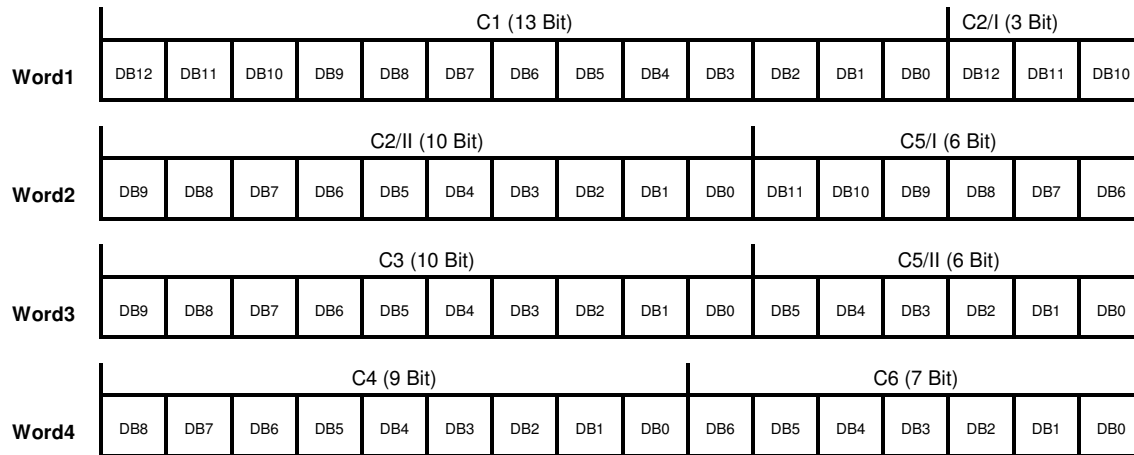 C1 (13 Bit) C2/I (3 Bit)
Word1 DB12 DB11 DB10 DB9 DB8 DB7 DB6 DB5 DB4 DB3 DB2 DB1 DB0 DB12 DB11 DB10
C2/II (10 Bit) C5/I (6 Bit)
Word2 DB9 DB8 DB7 DB6 DB5 DB4 DB3 DB2 DB1 DB0 DB11 DB10 DB9 DB8 DB7 DB6
C3 (10 Bit) C5/II (6 Bit)
Word3 DB9 DB8 DB7 DB6 DB5 DB4 DB3 DB2 DB1 DB0 DB5 DB4 DB3 DB2 DB1 DB0
C4 (9 Bit) C6 (7 Bit)
Word4 DB8 DB7 DB6 DB5 DB4 DB3 DB2 DB1 DB0 DB6 DB5 DB4 DB3 DB2 DB1 DB0